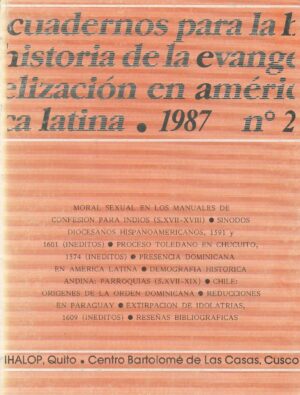 cuadernos para la h
historia de la evange
elización en améric
ca latina • 1987 nº 2
MORAL SEXUAL EN LOS MANUALES DE
CONFESION PARA INDIOS (S.XVII-XVIII) ● SINODOS
DIOCESANOS HISPANOAMERICANOS, 1591 y
1601 (INEDITOS) ● PROCESO TOLEDANO EN CHUCUITO,
1574 (INEDITOS) ● PRESENCIA DOMINICANA
EN AMERICA LATINA ● DEMOGRAFIA HISTORICA
ANDINA: PARROQUIAS (S.XVII-XIX) ● CHILE:
ORIGENES DE LA ORDEN DOMINICANA ● REDUCCIONES
EN PARAGUAY ● EXTIRPACION DE IDOLATRIAS,
1609 (INEDITOS) ● RESEÑAS BIBLIOGRAFICAS
IHALOP, Quito • Centro Bartolomé de Las Casas, Cusco